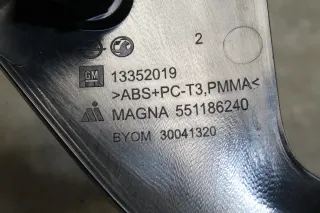 2
GM 13352019
>ABS+PC-T3,PMMA<
MAGNA 551186240
BYOM 30041320